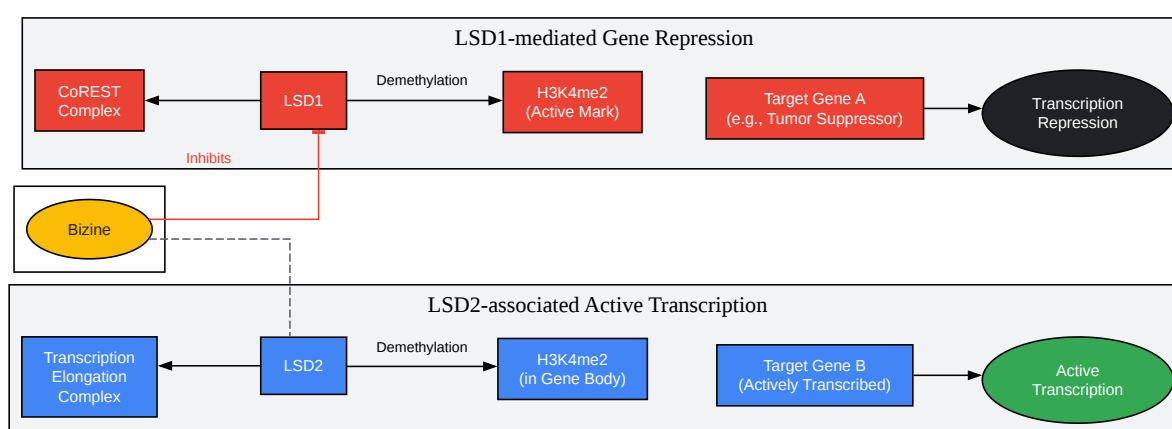 LSD1-mediated Gene Repression
CoREST
Complex
LSD1
Demethylation
H3K4me2
(Active Mark)
Target Gene A
(e.g., Tumor Suppressor)
Transcription
Repression
Inhibits
Bizine
LSD2-associated Active Transcription
Transcription
Elongation
Complex
LSD2
Demethylation
H3K4me2
(in Gene Body)
Target Gene B
(Actively Transcribed)
Active
Transcription